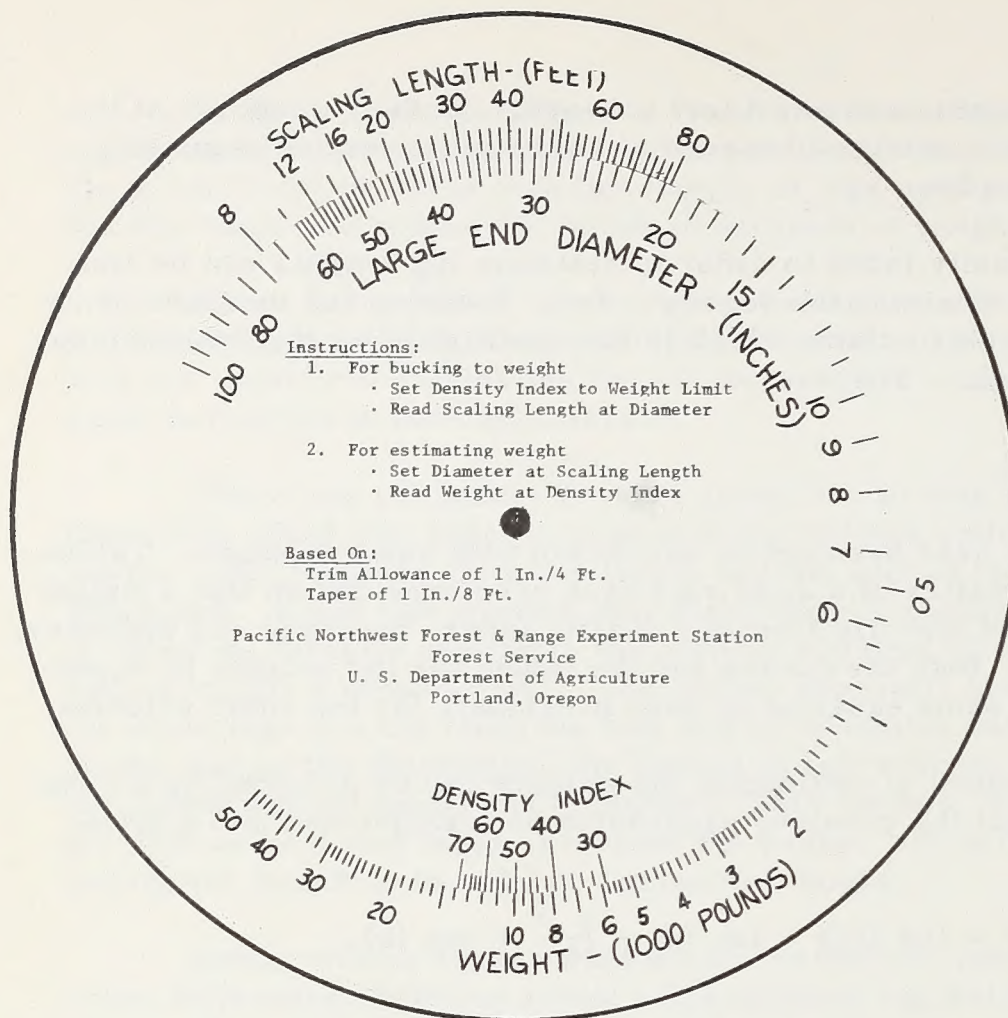 SCALING LENGTH - (FEET)
8 12 16 20 30 40 60 80
100 80 60 50 40 30 20 15 10 9 8 7 6
LARGE END DIAMETER - (INCHES)
Instructions:
1. For bucking to weight
· Set Density Index to Weight Limit
· Read Scaling Length at Diameter
2. For estimating weight
· Set Diameter at Scaling Length
· Read Weight at Density Index
Based On:
Trim Allowance of 1 In./4 Ft.
Taper of 1 In./8 Ft.
Pacific Northwest Forest & Range Experiment Station
Forest Service
U. S. Department of Agriculture
Portland, Oregon
DENSITY INDEX
70 60 50 40 30
50 40 30 20 10 8 6 5 4 3 2 05
WEIGHT - (1000 POUNDS)